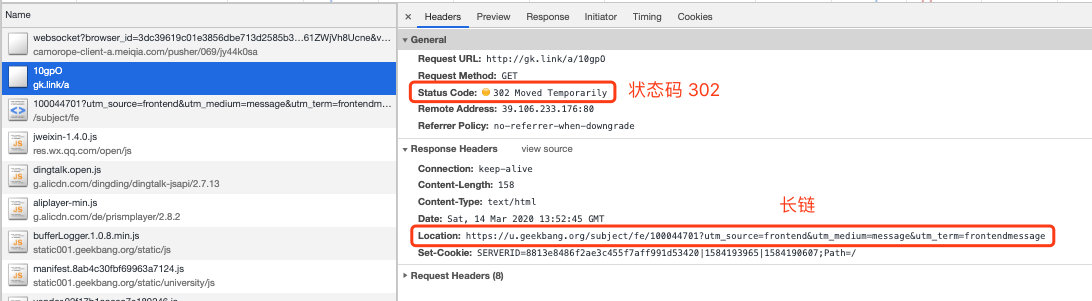 Name
websocket?browser_id=3dc39619c01e3856dbe713d2585b3...61ZWjVh8Ucne&v...
camorope-client-a.meiqia.com/pusher/069/jy44k0sa
10gpO
gk.link/a
100044701?utm_source=frontend&utm_medium=message&utm_term=frontendm...
/subject/fe
jweixin-1.4.0.js
res.wx.qq.com/open/js
dingtalk.open.js
g.alicdn.com/dingding/dingtalk-jsapi/2.7.13
aliplayer-min.js
g.alicdn.com/de/prismplayer/2.8.2
bufferLogger.1.0.8.min.js
static001.geekbang.org/static/js
manifest.8ab4c30fbf69963a7124.js
static001.geekbang.org/static/university/js
× Headers Preview Response Initiator Timing Cookies
General
Request URL: http://gk.link/a/10gpO
Request Method: GET
Status Code: 302 Moved Temporarily
状态码 302
Remote Address: 39.106.233.176:80
Referrer Policy: no-referrer-when-downgrade
Response Headers view source
Connection: keep-alive
Content-Length: 158
Content-Type: text/html
长链
Date: Sat, 14 Mar 2020 13:52:45 GMT
Location: https://u.geekbang.org/subject/fe/100044701?utm_source=frontend&utm_medium=message&utm_term=frontendmessage
Set-Cookie: SERVERID=8813e8486f2ae3c455f7aff991d53420|1584193965|1584190607;Path=/
Request Headers (8)